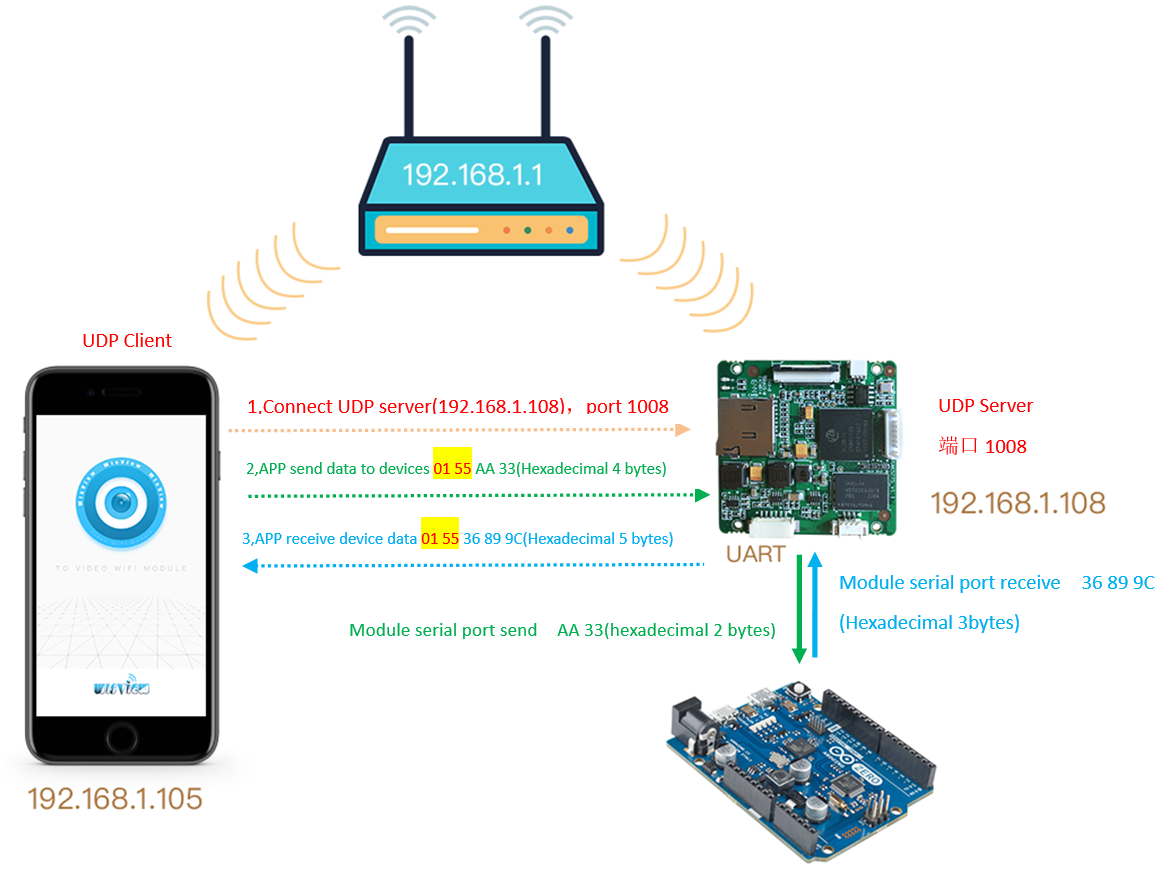 192.168.1.1
UDP Client
1,Connect UDP server(192.168.1.108)，port 1008
UDP Server
端口 1008
2,APP send data to devices 01 55 AA 33(Hexadecimal 4 bytes)
192.168.1.108
3,APP receive device data 01 55 36 89 9C(Hexadecimal 5 bytes)
UART
TO VIDEO WIFI MODULE
Module serial port receive 36 89 9C
(Hexadecimal 3bytes)
Module serial port send AA 33(hexadecimal 2 bytes)
192.168.1.105
ZERO